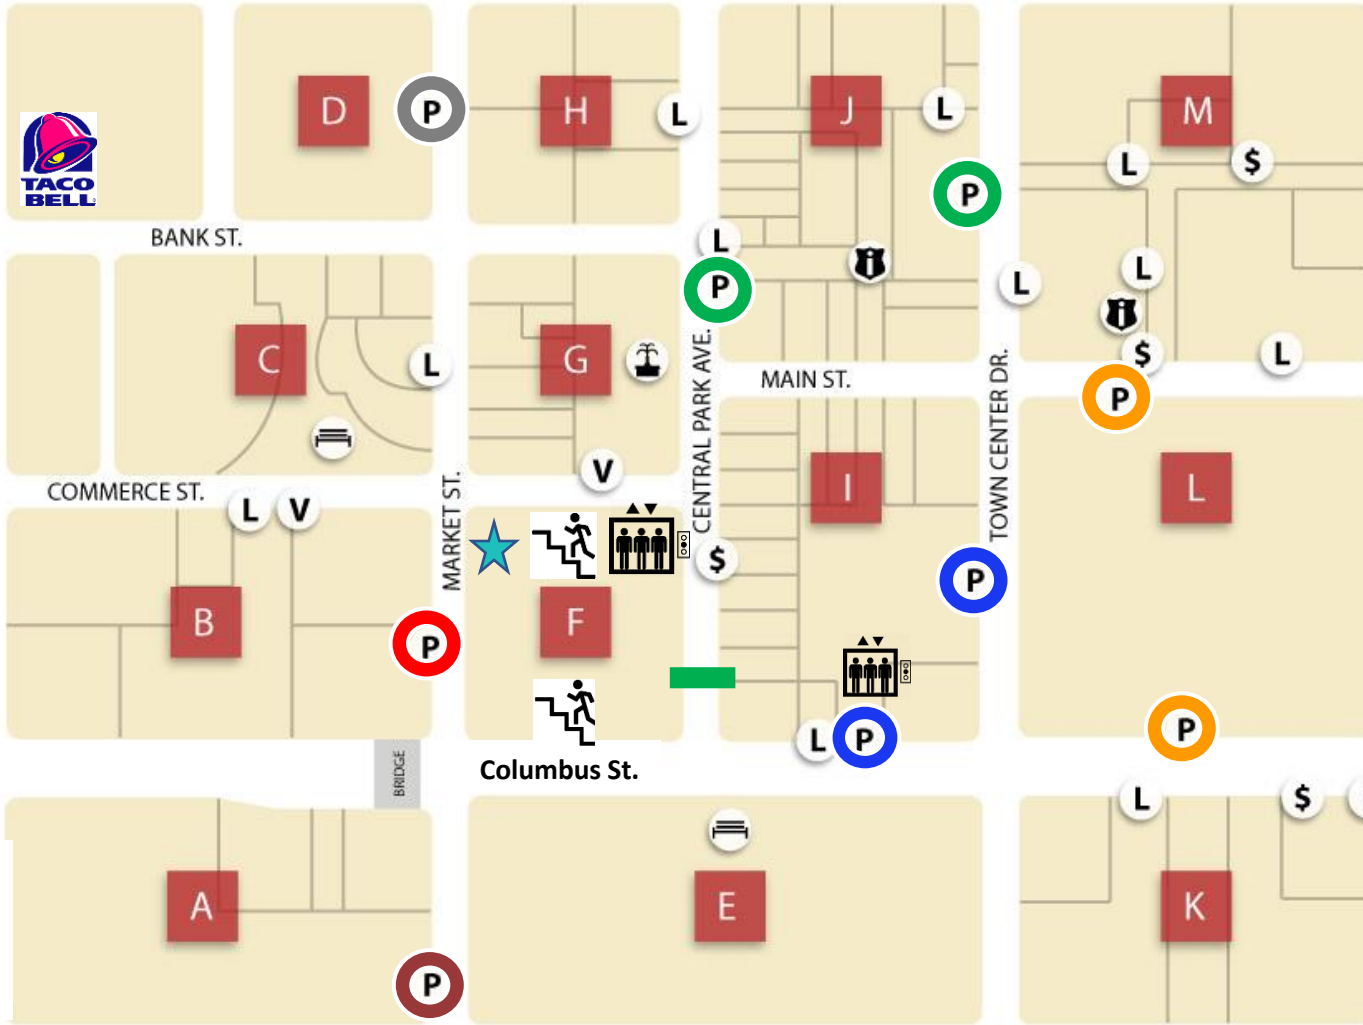 D
P
H
L
J
L
M
L
$
TACO
BELL
P
BANK ST.
L
P
L
L
C
L
G
CENTRAL PARK AVE.
MAIN ST.
TOWN CENTER DR.
$
L
P
COMMERCE ST.
L
V
MARKET ST.
V
I
L
$
P
B
P
F
L
P
P
Columbus St.
BRIDGE
L
$
A
E
K
P